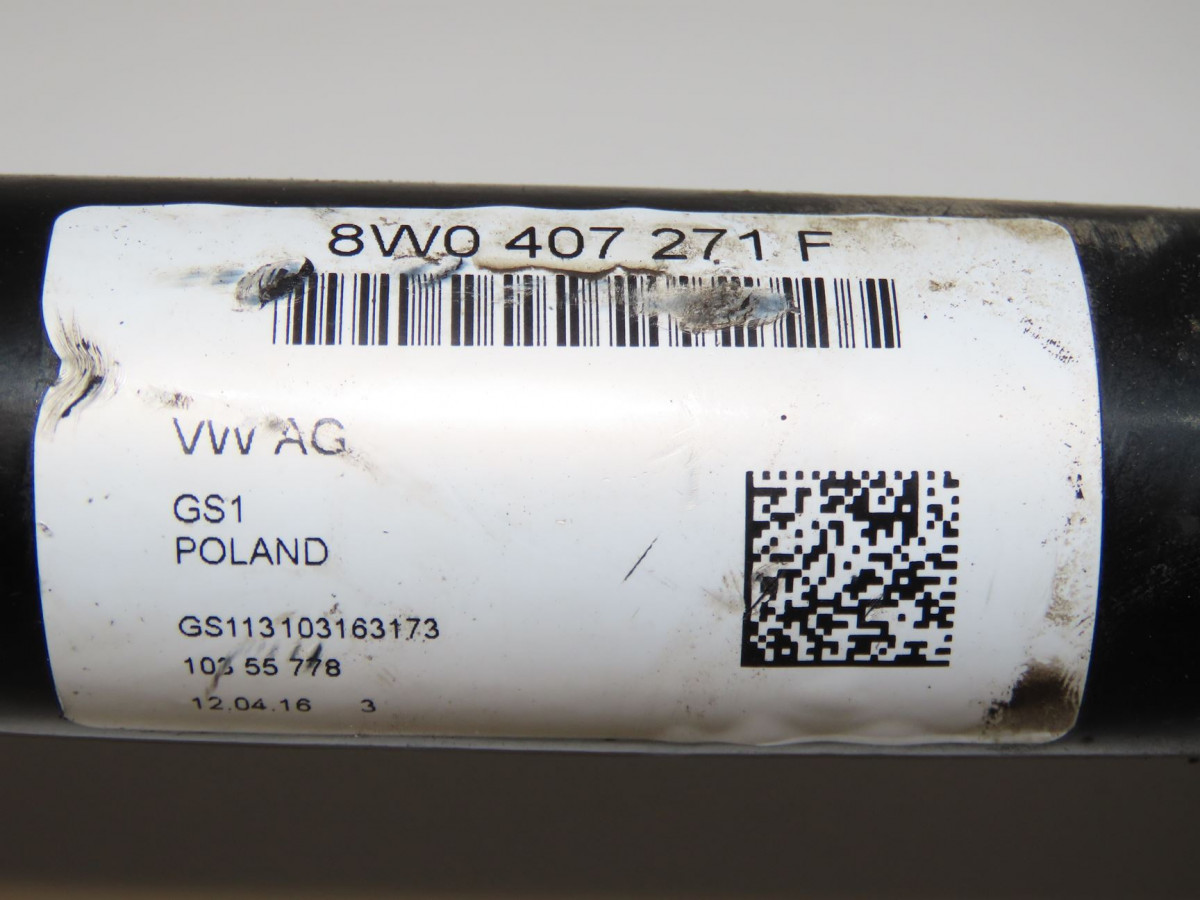 8W0 407 271 F
VW AG
GS1
POLAND
GS113103163173
103 55 778
12.04.16 3